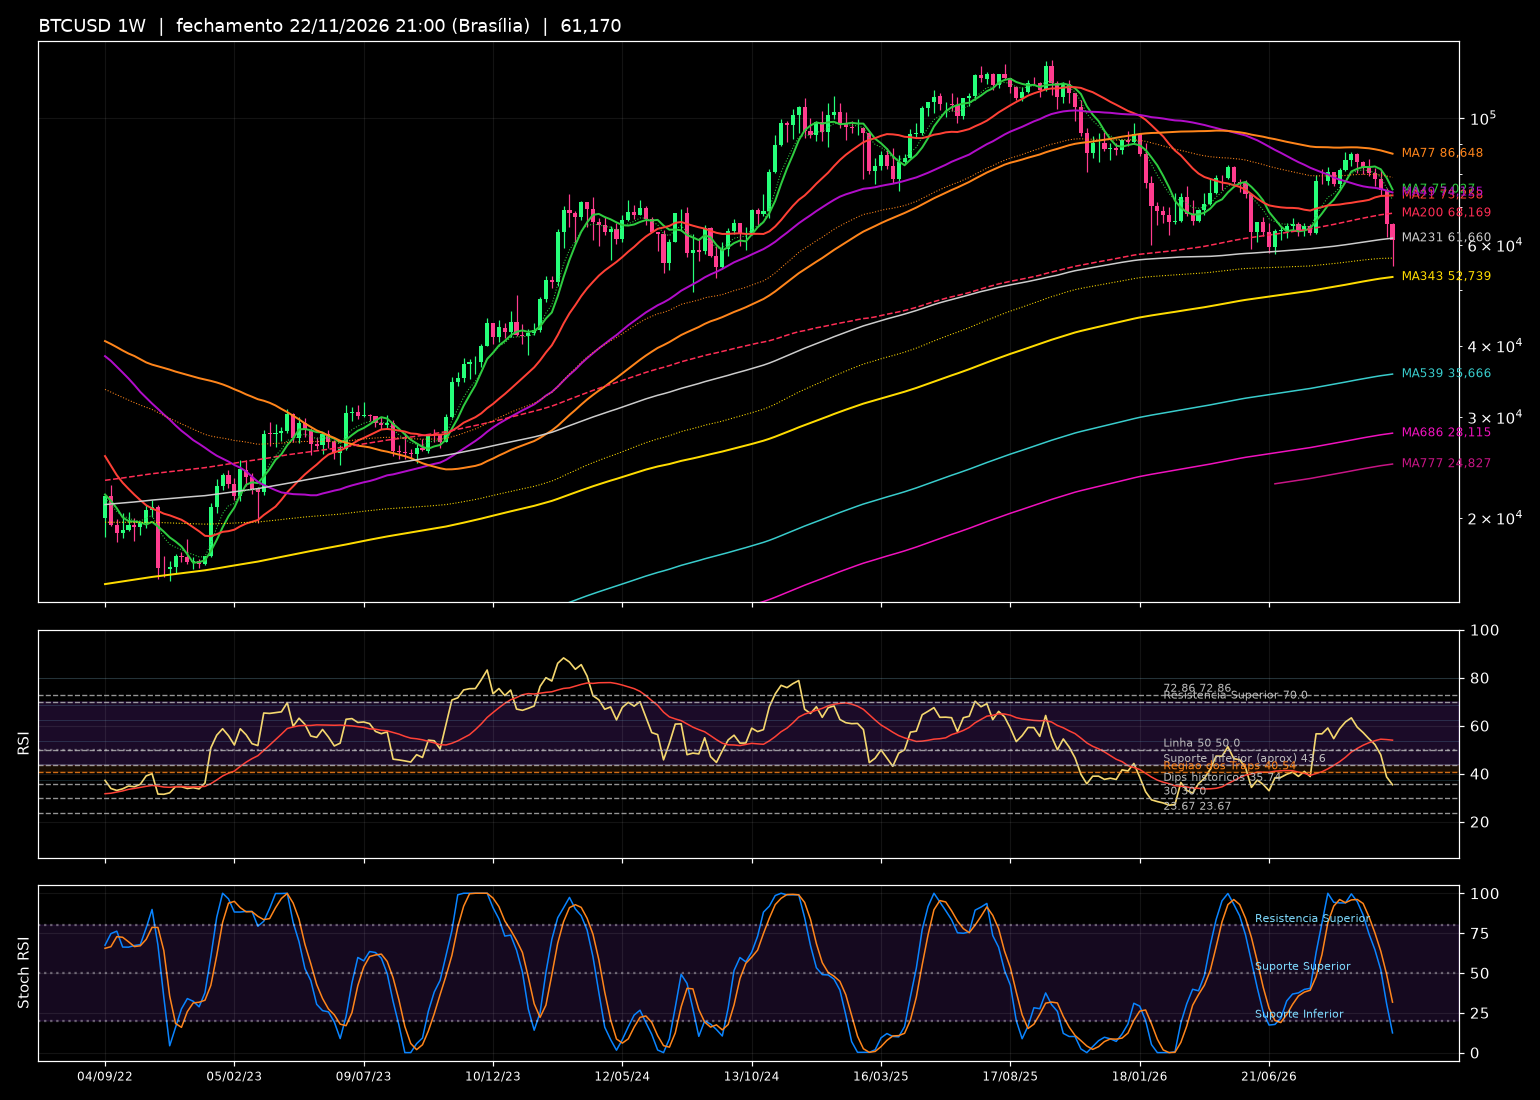 BTCUSD 1W | fechamento 22/11/2026 21:00 (Brasília) | 61,170
10^5
MA77 86,648
MA200 68,169
MA231 61,660
6 × 10^4
MA343 52,739
4 × 10^4
MA539 35,666
3 × 10^4
MA686 28,115
MA777 24,827
2 × 10^4
RSI
100
80
60
40
20
72.86 72.86
Resistencia Superior 70.0
Linha 50 50.0
Suporte Inferior (aprox) 43.6
Dips historicos 35.74
30 30.0
23.67 23.67
Stoch RSI
100
75
50
25
0
Resistencia Superior
Suporte Superior
Suporte Inferior
04/09/22
05/02/23
09/07/23
10/12/23
12/05/24
13/10/24
16/03/25
17/08/25
18/01/26
21/06/26